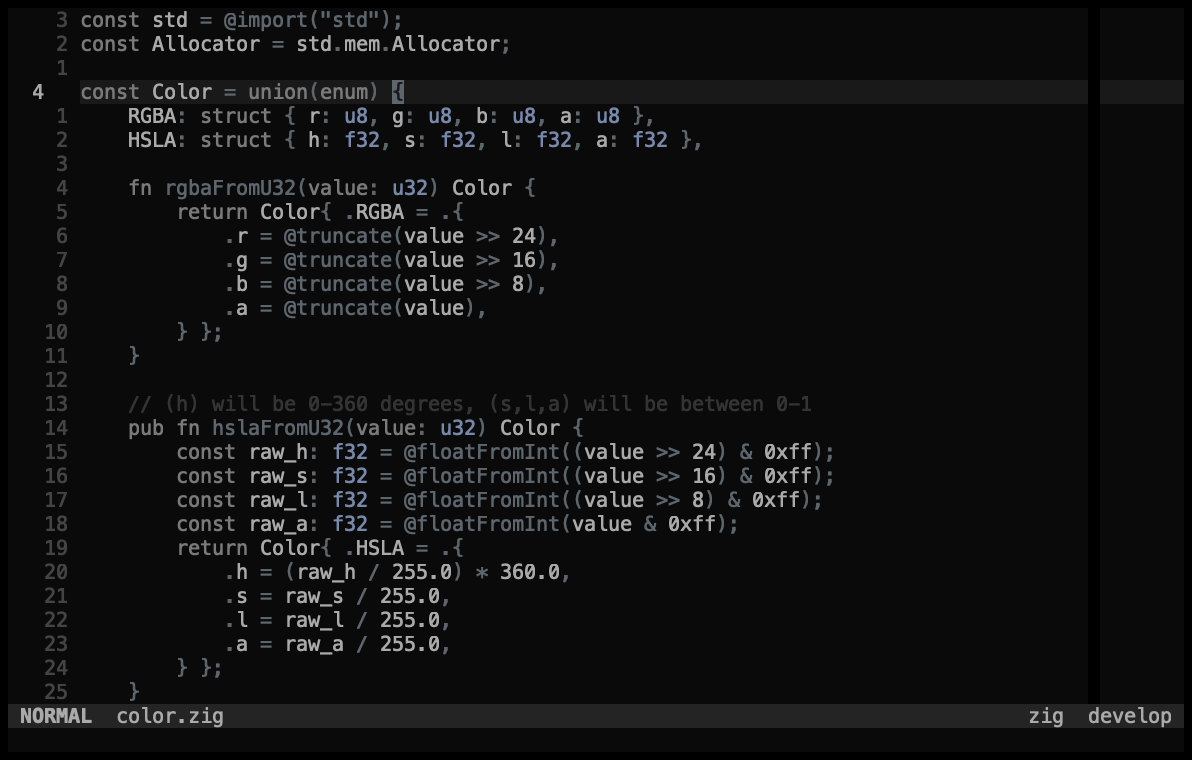 3 const std = @import("std");
2 const Allocator = std.mem.Allocator;
1
4 const Color = union(enum) {
1     RGBA: struct { r: u8, g: u8, b: u8, a: u8 },
2     HSLA: struct { h: f32, s: f32, l: f32, a: f32 },
3
4     fn rgbaFromU32(value: u32) Color {
5         return Color{ .RGBA = .{
6             .r = @truncate(value >> 24),
7             .g = @truncate(value >> 16),
8             .b = @truncate(value >> 8),
9             .a = @truncate(value),
10         } };
11     }
12
13     // (h) will be 0-360 degrees, (s,l,a) will be between 0-1
14     pub fn hslaFromU32(value: u32) Color {
15         const raw_h: f32 = @floatFromInt((value >> 24) & 0xff);
16         const raw_s: f32 = @floatFromInt((value >> 16) & 0xff);
17         const raw_l: f32 = @floatFromInt((value >> 8) & 0xff);
18         const raw_a: f32 = @floatFromInt(value & 0xff);
19         return Color{ .HSLA = .{
20             .h = (raw_h / 255.0) * 360.0,
21             .s = raw_s / 255.0,
22             .l = raw_l / 255.0,
23             .a = raw_a / 255.0,
24         } };
25     }
NORMAL color.zig zig develop